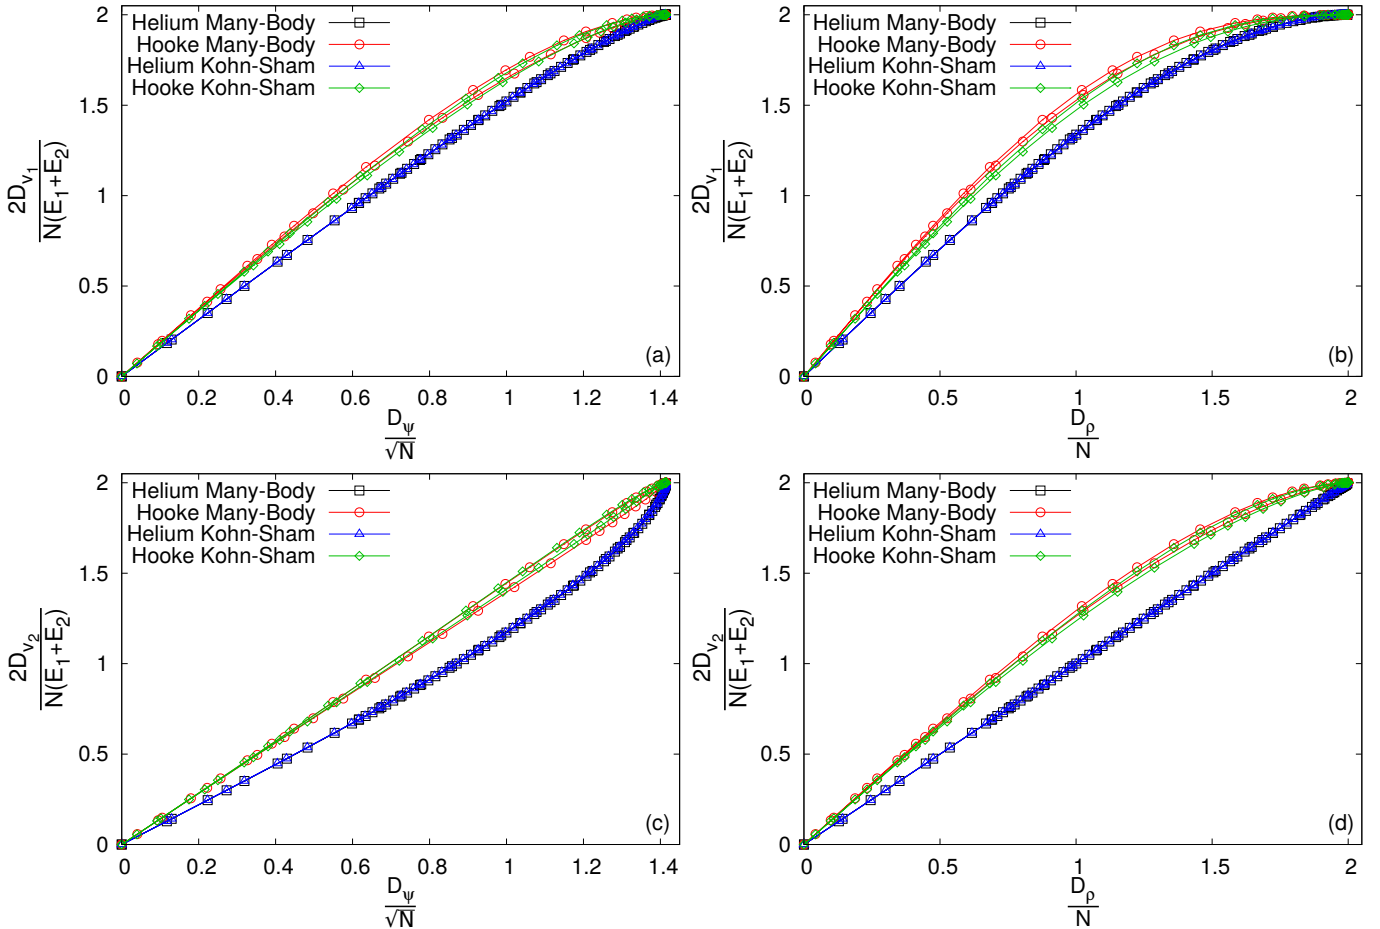 2
1.5
1
0.5
0
2D_{v_1}
N(E_1+E_2)
Helium Many-Body
Hooke Many-Body
Helium Kohn-Sham
Hooke Kohn-Sham
(a)
0 0.2 0.4 0.6 0.8 1 1.2 1.4
D_ψ
√N
2
1.5
1
0.5
0
2D_{v_1}
N(E_1+E_2)
Helium Many-Body
Hooke Many-Body
Helium Kohn-Sham
Hooke Kohn-Sham
(b)
0 0.5 1 1.5 2
D_ρ
N
2
1.5
1
0.5
0
2D_{v_2}
N(E_1+E_2)
Helium Many-Body
Hooke Many-Body
Helium Kohn-Sham
Hooke Kohn-Sham
(c)
0 0.2 0.4 0.6 0.8 1 1.2 1.4
D_ψ
√N
2
1.5
1
0.5
0
2D_{v_2}
N(E_1+E_2)
Helium Many-Body
Hooke Many-Body
Helium Kohn-Sham
Hooke Kohn-Sham
(d)
0 0.5 1 1.5 2
D_ρ
N